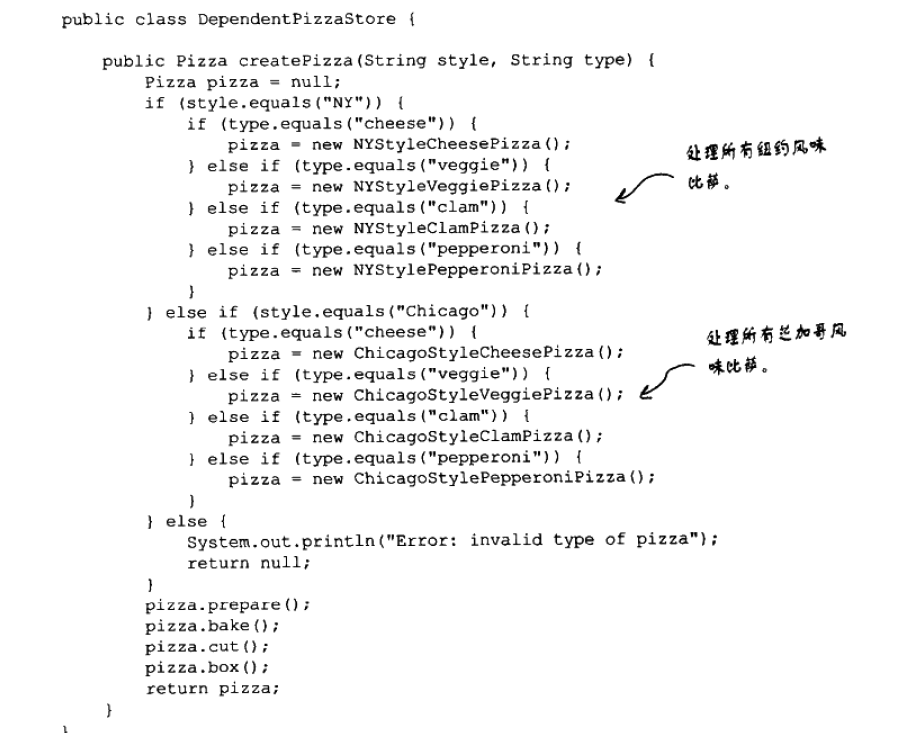 public class DependentPizzaStore {
public Pizza createPizza(String style, String type) {
Pizza pizza = null;
if (style.equals("NY")) {
if (type.equals("cheese")) {
pizza = new NYStyleCheesePizza();
} else if (type.equals("veggie")) {
pizza = new NYStyleVeggiePizza();
} else if (type.equals("clam")) {
pizza = new NYStyleClamPizza();
} else if (type.equals("pepperoni")) {
pizza = new NYStylePepperoniPizza();
}
处理所有纽约风味
比萨。
} else if (style.equals("Chicago")) {
if (type.equals("cheese")) {
pizza = new ChicagoStyleCheesePizza();
} else if (type.equals("veggie")) {
pizza = new ChicagoStyleVeggiePizza();
} else if (type.equals("clam")) {
pizza = new ChicagoStyleClamPizza();
} else if (type.equals("pepperoni")) {
pizza = new ChicagoStylePepperoniPizza();
}
处理所有芝加哥风
味比萨。
} else {
System.out.println("Error: invalid type of pizza");
return null;
}
pizza.prepare();
pizza.bake();
pizza.cut();
pizza.box();
return pizza;
}
}